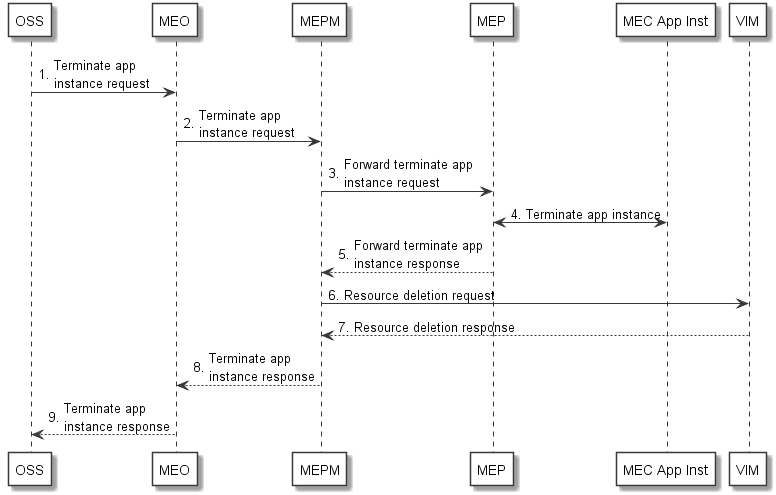 OSS MEO MEPM MEP MEC App Inst VIM
1. Terminate app
instance request
2. Terminate app
instance request
3. Forward terminate app
instance request
4. Terminate app instance
5. Forward terminate app
instance response
6. Resource deletion request
7. Resource deletion response
8. Terminate app
instance response
9. Terminate app
instance response
OSS MEO MEPM MEP MEC App Inst VIM